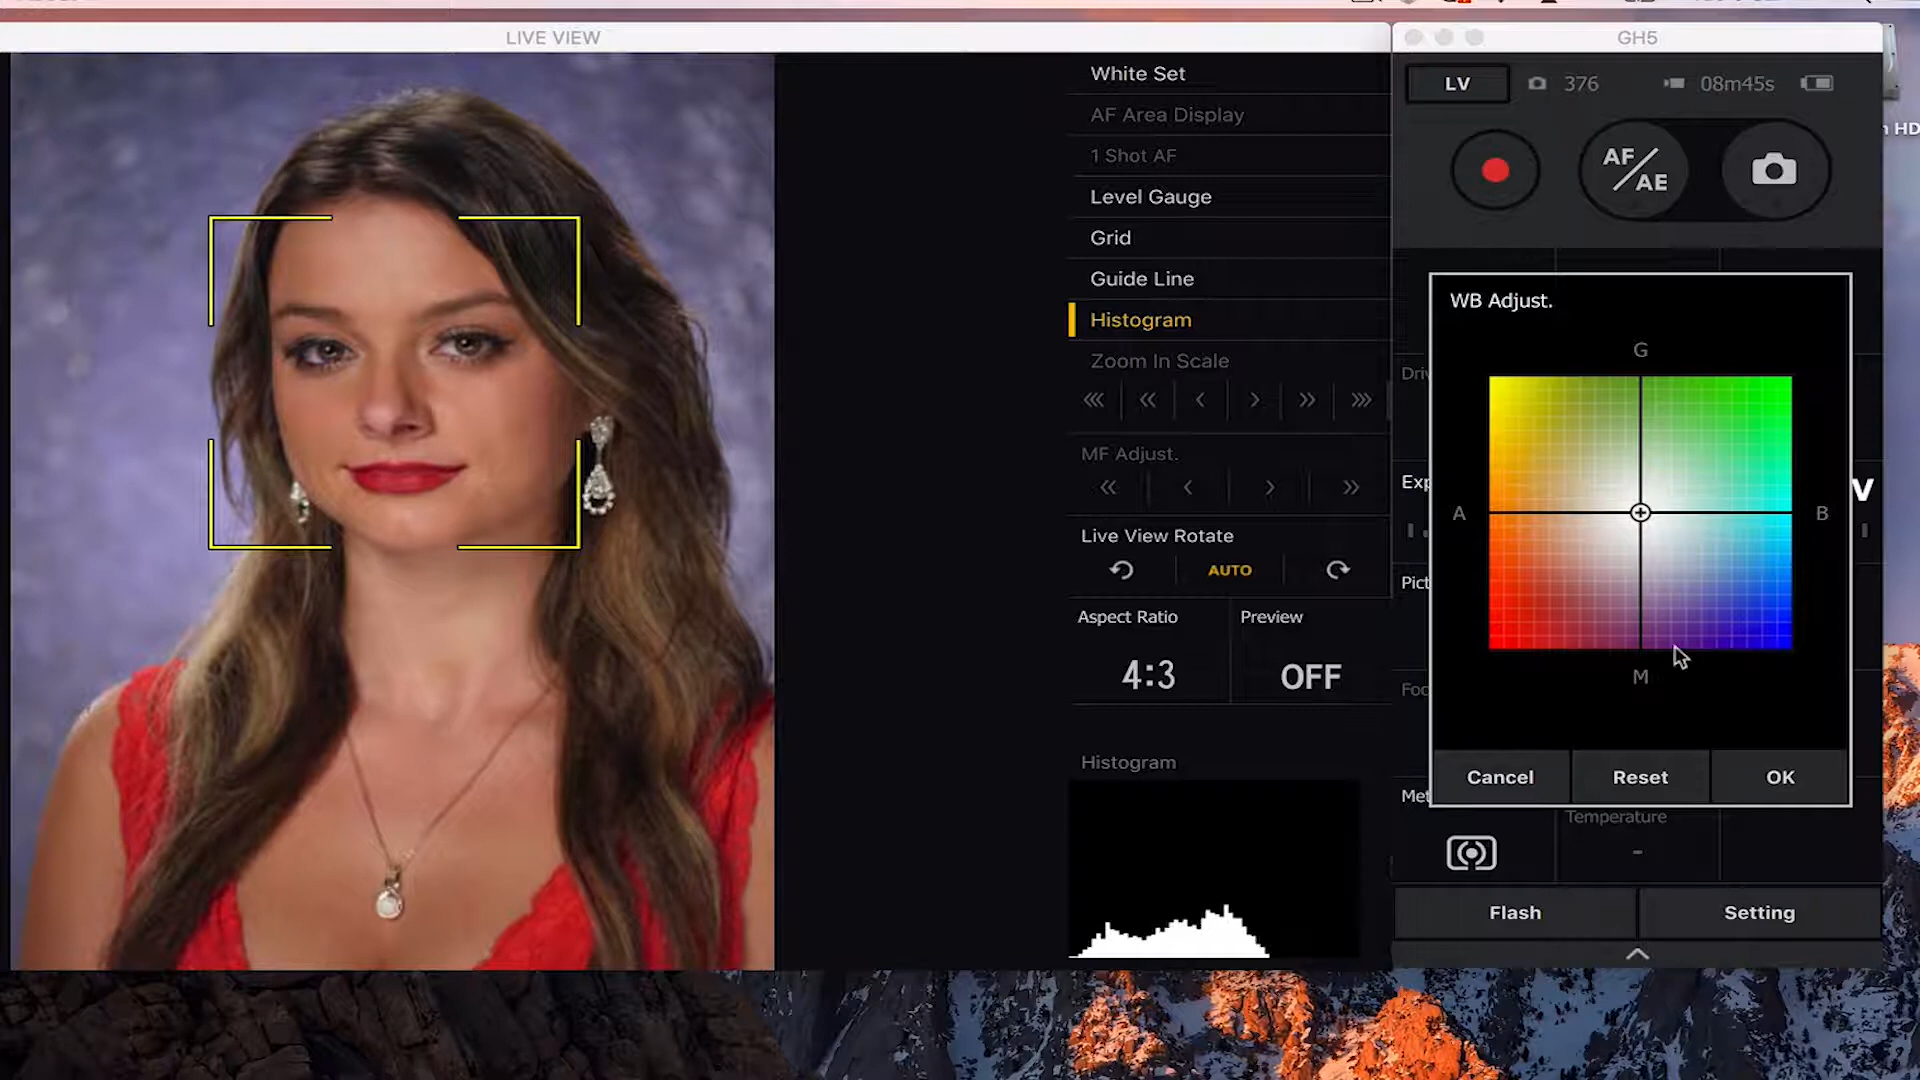 LIVE VIEW
White Set
AF Area Display
1 Shot AF
Level Gauge
Grid
Guide Line
Histogram
Zoom In Scale
MF Adjust.
Live View Rotate
AUTO
Aspect Ratio
Preview
4:3
OFF
Histogram
GH5
LV
376
08m45s
AF/AE
WB Adjust.
G
A
B
M
Cancel
Reset
OK
Temperature
-
Flash
Setting
HD